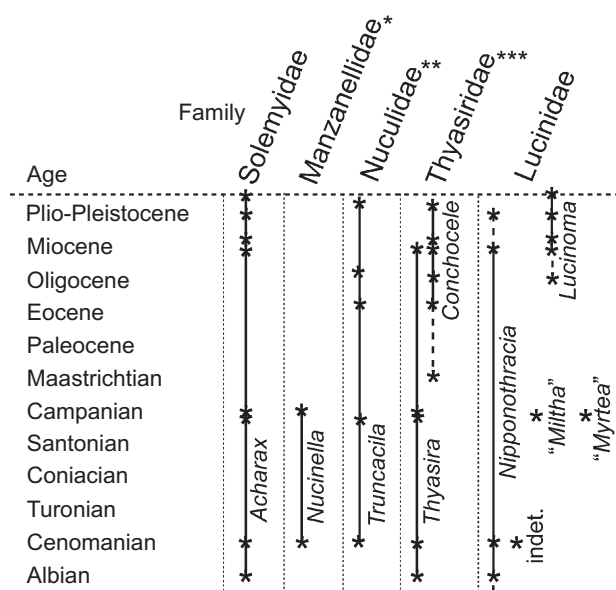 Family
Solemyidae
Manzanellidae*
Nuculidae**
Thyasiridae***
Lucinidae
Age
Plio-Pleistocene
Miocene
Oligocene
Eocene
Paleocene
Maastrichtian
Campanian
Santonian
Coniacian
Turonian
Cenomanian
Albian
Acharax
Nucinella
Truncacila
Thyasira
Conchocele
Nipponothracia
indet.
Lucinoma
"Miltha"
"Myrtea"